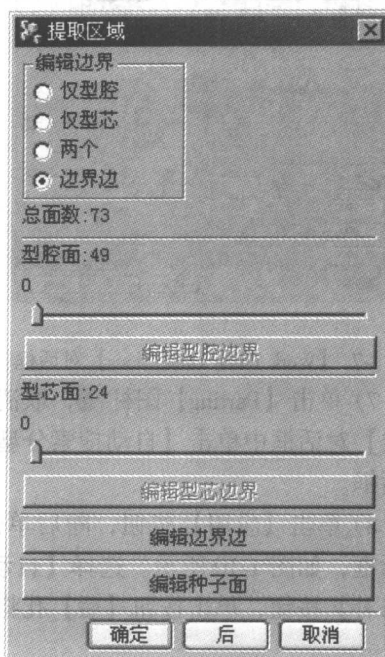 提取区域
编辑边界
仅型腔
仅型芯
两个
边界边
总面数:73
型腔面:49
0
编辑型腔边界
型芯面:24
0
编辑型芯边界
编辑边界边
编辑种子面
确定 后 取消